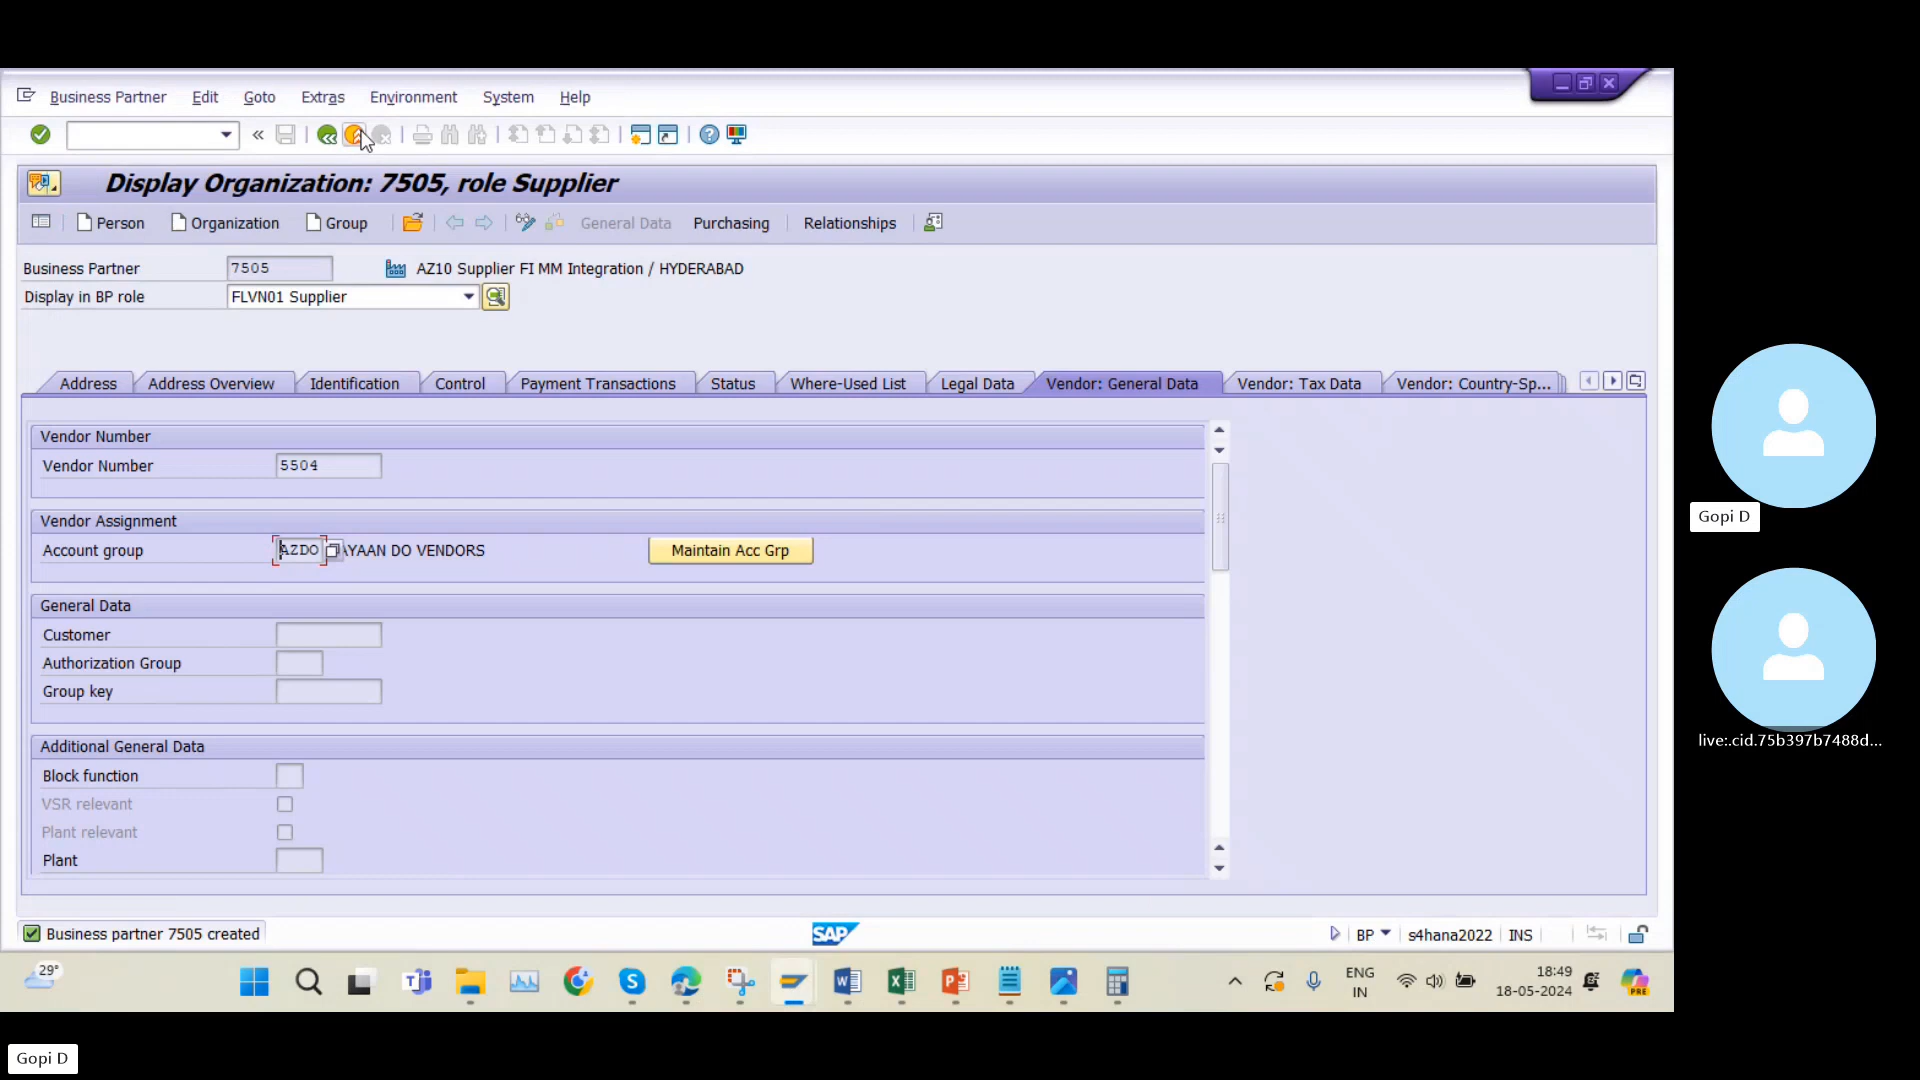 Business Partner Edit Goto Extras Environment System Help
Display Organization: 7505, role Supplier
Person Organization Group General Data Purchasing Relationships
Business Partner 7505 AZ10 Supplier FI MM Integration / HYDERABAD
Display in BP role FLVN01 Supplier
Address Address Overview Identification Control Payment Transactions Status Where-Used List Legal Data Vendor: General Data Vendor: Tax Data Vendor: Country-Sp...
Vendor Number
Vendor Number 5504
Vendor Assignment
Account group AZDO AYAAN DO VENDORS Maintain Acc Grp
General Data
Customer
Authorization Group
Group key
Additional General Data
Block function
VSR relevant
Plant relevant
Plant
Business partner 7505 created SAP BP s4hana2022 INS
29° ENG IN 18:49 18-05-2024 PRE
Gopi D
live:.cid.75b397b7488d...
Gopi D